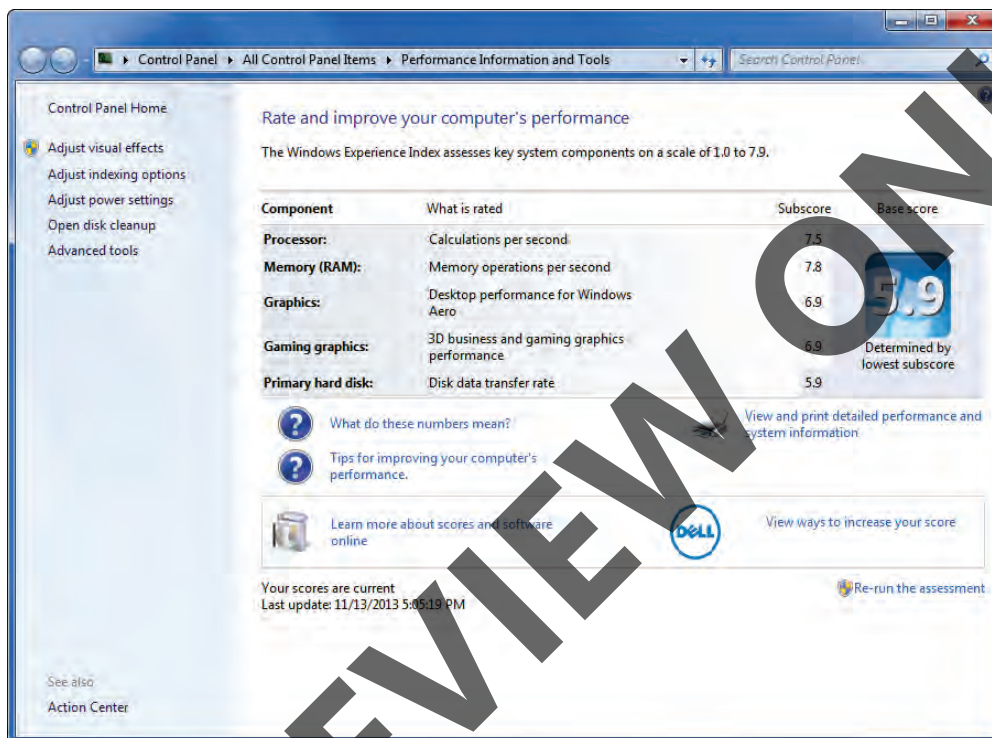 Control Panel ▸ All Control Panel Items ▸ Performance Information and Tools
Search Control Panel
Control Panel Home
Adjust visual effects
Adjust indexing options
Adjust power settings
Open disk cleanup
Advanced tools
Rate and improve your computer's performance
The Windows Experience Index assesses key system components on a scale of 1.0 to 7.9.
Component What is rated Subscore Base score
Processor: Calculations per second 7.5
Memory (RAM): Memory operations per second 7.8
Graphics: Desktop performance for Windows
Aero 6.9
Gaming graphics: 3D business and gaming graphics
performance 6.9
Primary hard disk: Disk data transfer rate 5.9
5.9
Determined by
lowest subscore
What do these numbers mean?
View and print detailed performance and
system information
Tips for improving your computer's
performance.
Learn more about scores and software
online
DELL
View ways to increase your score
Your scores are current
Last update: 11/13/2013 5:05:19 PM
Re-run the assessment
See also
Action Center
EVIEW ON